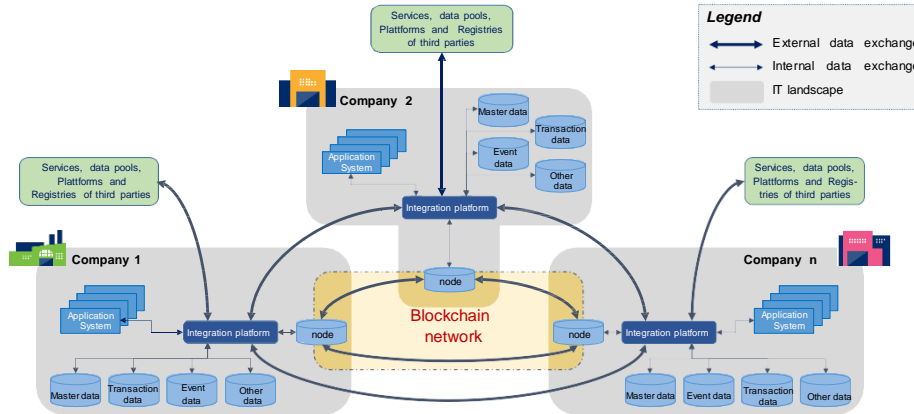 Services, data pools,
Plattforms and Registries
of third parties
Legend
External data exchange
Internal data exchange
IT landscape
Company 2
Master data
Transaction
data
Event
data
Other
data
Application
System
Integration platform
Services, data pools,
Plattforms and
Registries of third parties
Services, data pools,
Plattforms and Regis-
tries of third parties
Company 1
Company n
node
Blockchain
network
Application
System
Integration platform
node
node
Integration platform
Application
System
Master data
Transaction
data
Event
data
Other
data
Master data
Event data
Transaction
data
Other data